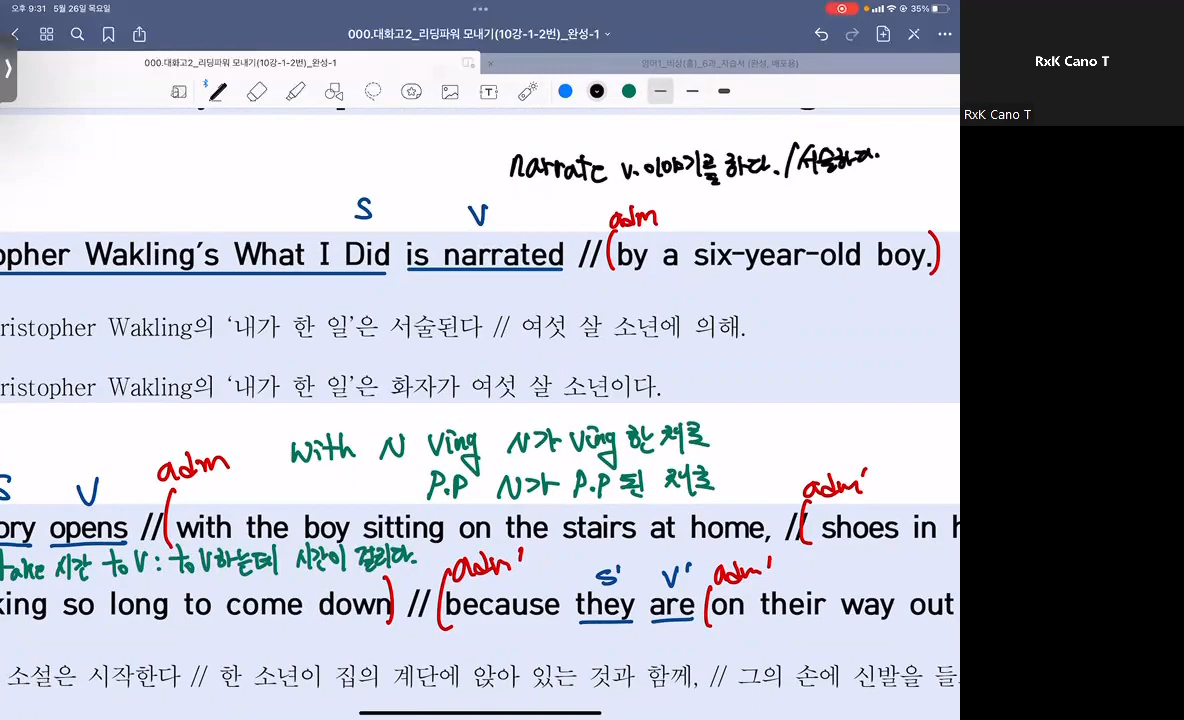 오후 9:31 5월 26일 목요일
35%
000.대화고2_리딩파워 모내기(10강-1-2번)_완성-1
RxK Cano T
000.대화고2_리딩파워 모내기(10강-1-2번)_완성-1
영어1_비상(홍)_6과_자습서 (완성, 배포용)
RxK Cano T
narrate v. 이야기를 하다. / 서술하다.
S V adm
opher Wakling's What I Did is narrated // (by a six-year-old boy.)
ristopher Wakling의 '내가 한 일'은 서술된다 // 여섯 살 소년에 의해.
ristopher Wakling의 '내가 한 일'은 화자가 여섯 살 소년이다.
with N Ving N가 Ving 한 채로
P.P N가 P.P 된 채로
S V adm adm'
ory opens // (with the boy sitting on the stairs at home, // ( shoes in h
take 시간 to V : to V하는데 시간이 걸리다.
adm' S' V' adm'
king so long to come down) // (because they are (on their way out
소설은 시작한다 // 한 소년이 집의 계단에 앉아 있는 것과 함께, // 그의 손에 신발을 들